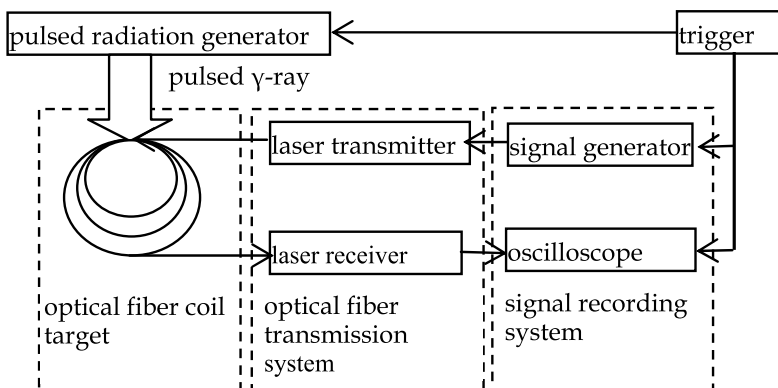 pulsed radiation generator
trigger
pulsed γ-ray
laser transmitter
signal generator
laser receiver
oscilloscope
optical fiber coil
target
optical fiber
transmission
system
signal recording
system